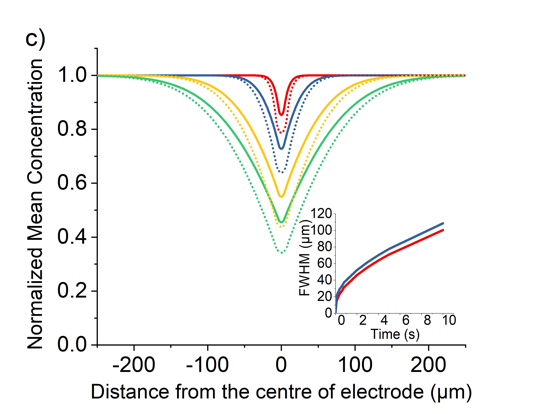 c)
Normalized Mean Concentration
1.0
0.8
0.6
0.4
0.2
0.0
-200 -100 0 100 200
Distance from the centre of electrode (μm)
FWHM (μm)
120
100
80
60
40
20
0
0 2 4 6 8 10
Time (s)